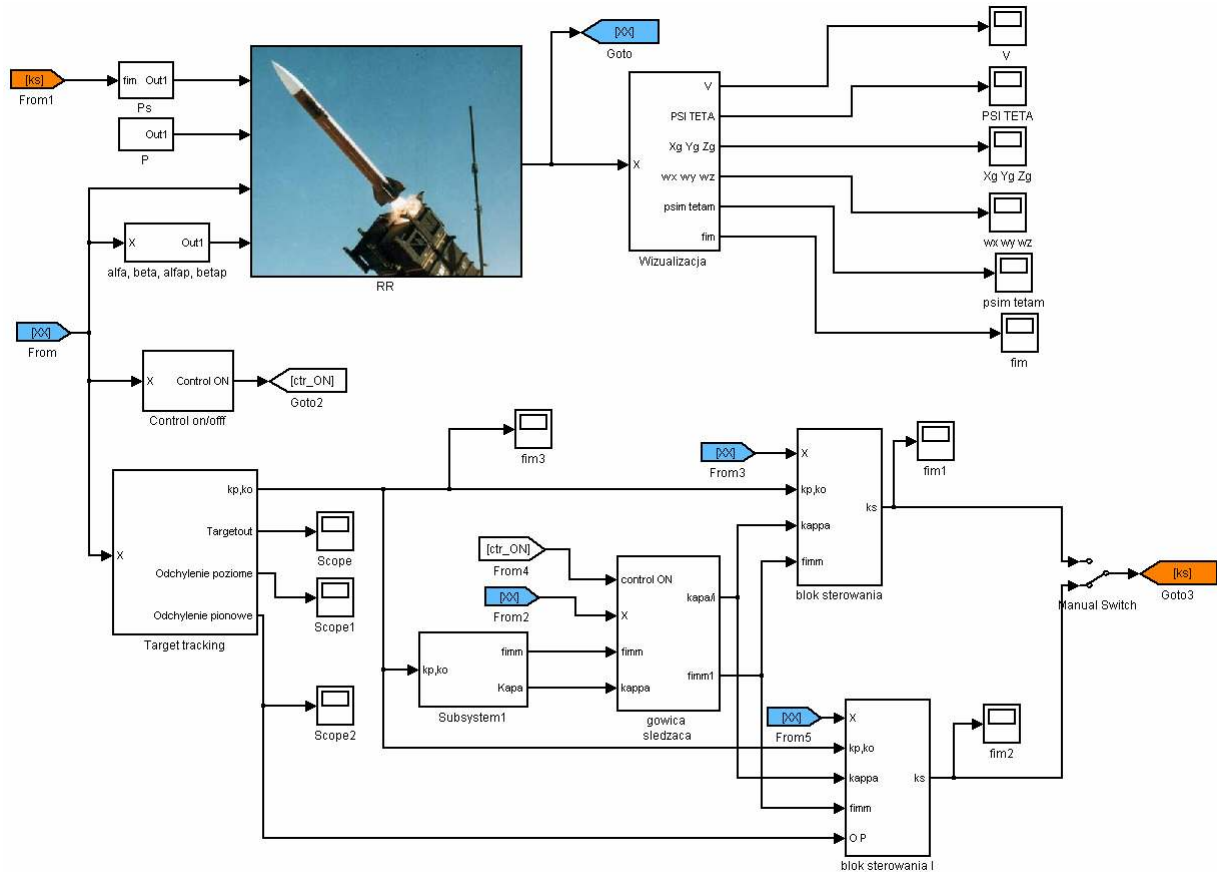 [XX]
Goto
V
[ks]
From1
fim Out1
Ps
Out1
P
X Out1
alfa, beta, alfap, betap
RR
X
V
PSI TETA
Xg Yg Zg
wx wy wz
psim tetam
fim
Wizualizacja
PSI TETA
Xg Yg Zg
wx wy wz
psim tetam
fim
[XX]
From
X Control ON
Control on/offf
[ctr_ON]
Goto2
X
kp,ko
Targetout
Odchylenie poziome
Odchylenie pionowe
Target tracking
fim3
Scope
Scope1
Scope2
[XX]
From3
[ctr_ON]
From4
[XX]
From2
kp,ko
fimm
Kapa
Subsystem1
control ON
X
fimm
kappa
kapa/i
fimm1
gowica
sledzaca
X
kp,ko
kappa
fimm
ks
blok sterowania
fim1
Manual Switch
[ks]
Goto3
[XX]
From5
X
kp,ko
kappa
fimm
O P
ks
blok sterowania I
fim2